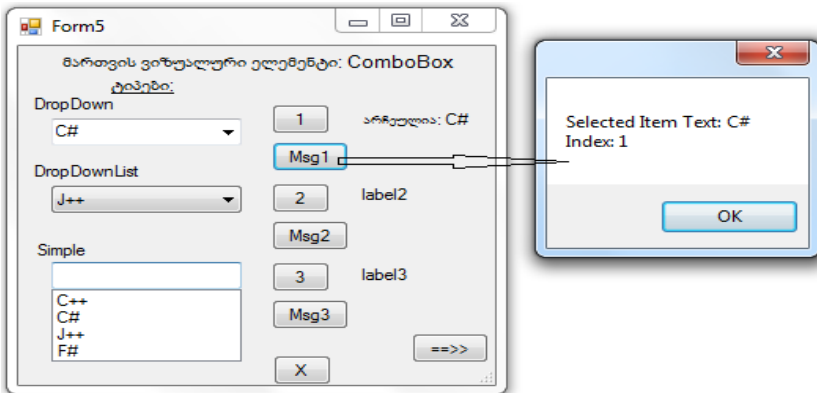 Form5
მართვის ვიზუალური ელემენტი: ComboBox
ტიპები:
DropDown
C#
1
არჩეულია: C#
Msg1
DropDownList
J++
2
label2
Msg2
Simple
3
label3
C++
C#
J++
F#
Msg3
==>>
X
Selected Item Text: C#
Index: 1
OK